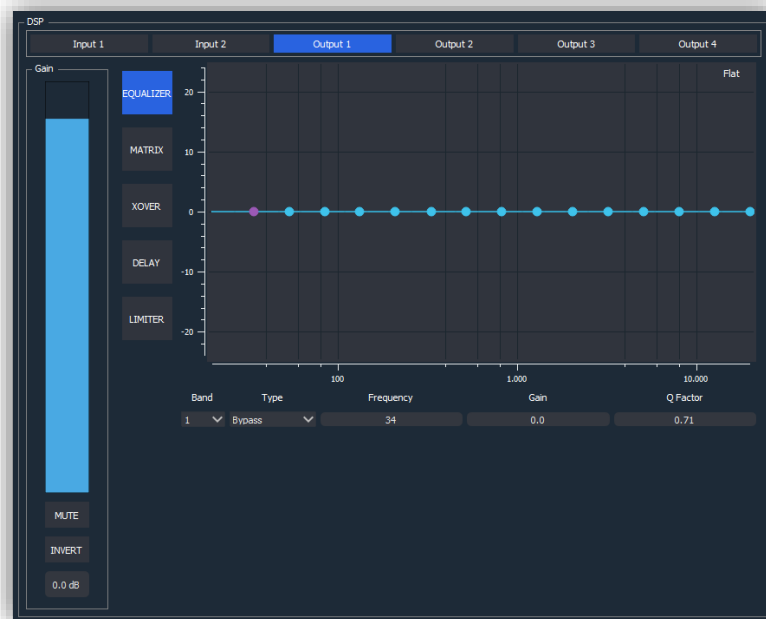 DSP
Input 1 Input 2 Output 1 Output 2 Output 3 Output 4
Gain
EQUALIZER
MATRIX
XOVER
DELAY
LIMITER
Flat
20
10
0
-10
-20
100 1.000 10.000
Band Type Frequency Gain Q Factor
1 Bypass 34 0.0 0.71
MUTE
INVERT
0.0 dB